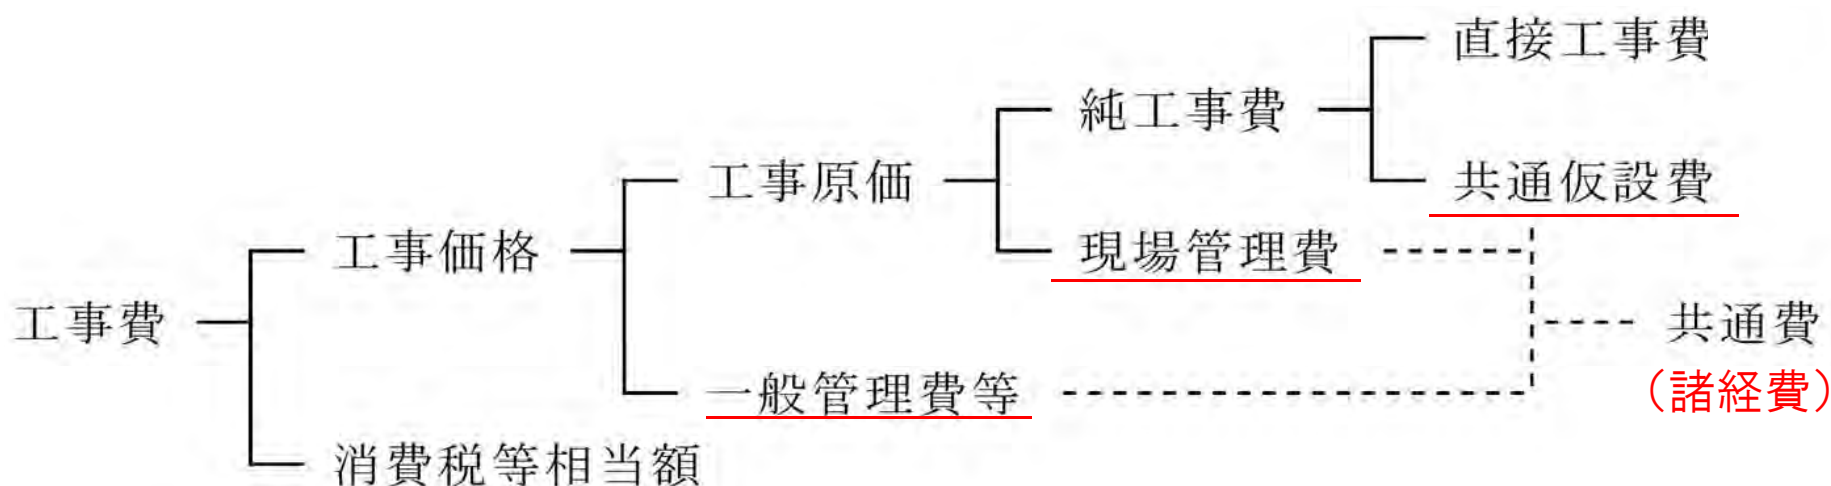 直接工事費
純工事費
工事原価
共通仮設費
工事価格
現場管理費
工事費
共通費
一般管理費等
（諸経費）
消費税等相当額